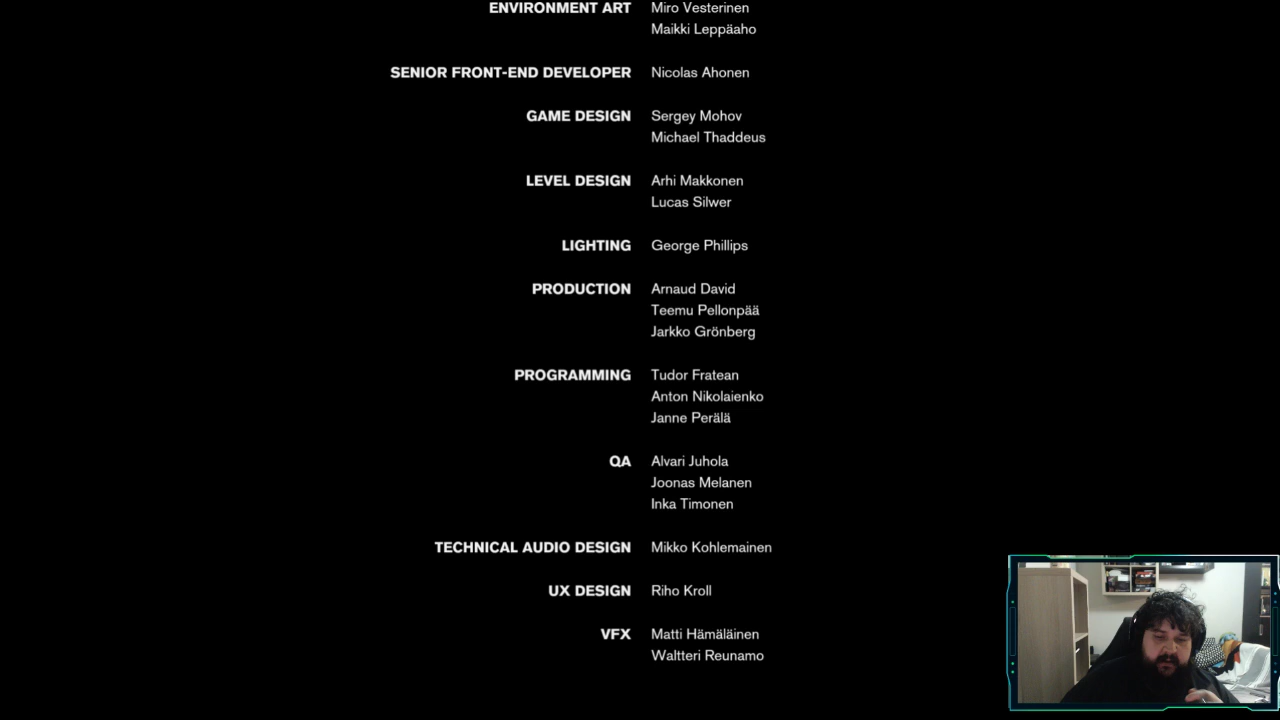 ENVIRONMENT ART Miro Vesterinen
Maikki Leppäaho
SENIOR FRONT-END DEVELOPER Nicolas Ahonen
GAME DESIGN Sergey Mohov
Michael Thaddeus
LEVEL DESIGN Arhi Makkonen
Lucas Silwer
LIGHTING George Phillips
PRODUCTION Arnaud David
Teemu Pellonpää
Jarkko Grönberg
PROGRAMMING Tudor Fratean
Anton Nikolaienko
Janne Perälä
QA Alvari Juhola
Joonas Melanen
Inka Timonen
TECHNICAL AUDIO DESIGN Mikko Kohlemainen
UX DESIGN Riho Kroll
VFX Matti Hämäläinen
Waltteri Reunamo